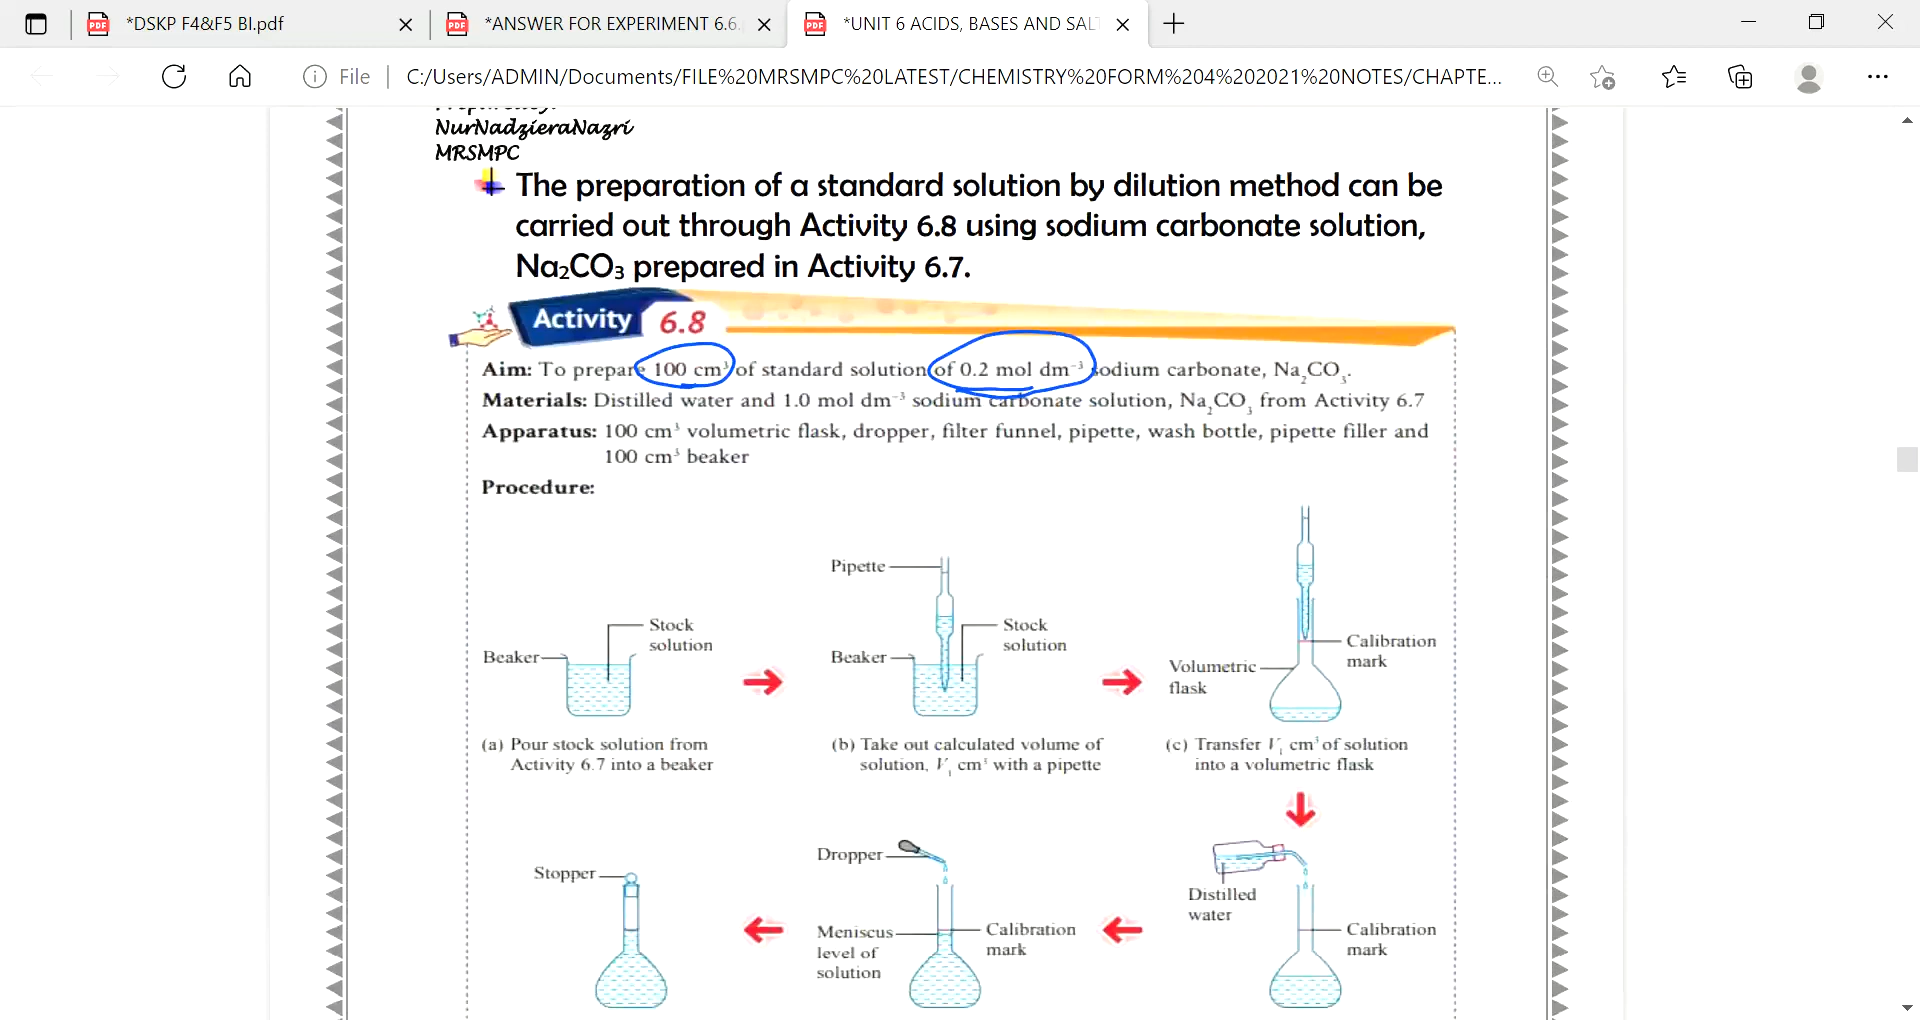 *DSKP F4&F5 BI.pdf
*ANSWER FOR EXPERIMENT 6.6.
*UNIT 6 ACIDS, BASES AND SALT
File
C:/Users/ADMIN/Documents/FILE%20MRSMPC%20LATEST/CHEMISTRY%20FORM%204%202021%20NOTES/CHAPTE...
NurNadzieraNazri
MRSMPC
The preparation of a standard solution by dilution method can be
carried out through Activity 6.8 using sodium carbonate solution,
Na₂CO₃ prepared in Activity 6.7.
Activity 6.8
Aim: To prepare 100 cm³ of standard solution of 0.2 mol dm⁻³ sodium carbonate, Na₂CO₃.
Materials: Distilled water and 1.0 mol dm⁻³ sodium carbonate solution, Na₂CO₃ from Activity 6.7
Apparatus: 100 cm³ volumetric flask, dropper, filter funnel, pipette, wash bottle, pipette filler and
100 cm³ beaker
Procedure:
Stock
solution
Beaker
(a) Pour stock solution from
Activity 6.7 into a beaker
Pipette
Stock
solution
Beaker
(b) Take out calculated volume of
solution, V₁ cm³ with a pipette
Calibration
mark
Volumetric
flask
(c) Transfer V₁ cm³ of solution
into a volumetric flask
Distilled
water
Calibration
mark
Dropper
Meniscus
level of
solution
Calibration
mark
Stopper